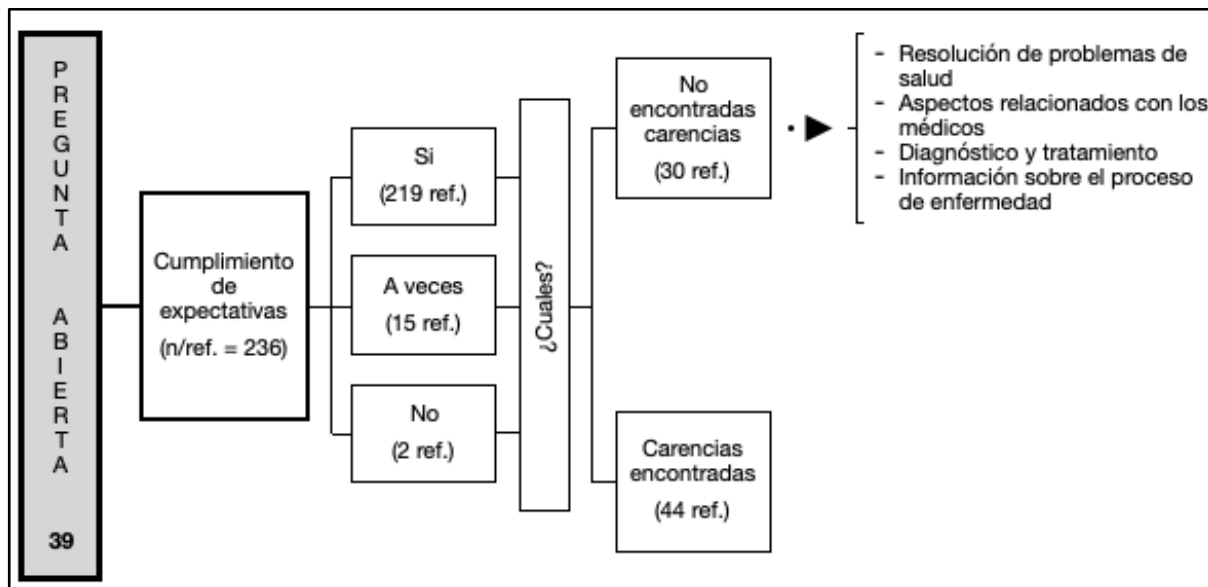 PREGUNTA ABIERTA 39
Cumplimiento
de
expectativas
(n/ref. = 236)
Si
(219 ref.)
A veces
(15 ref.)
No
(2 ref.)
¿Cuales?
No
encontradas
carencias
(30 ref.)
Carencias
encontradas
(44 ref.)
- Resolución de problemas de
salud
- Aspectos relacionados con los
médicos
- Diagnóstico y tratamiento
- Información sobre el proceso
de enfermedad